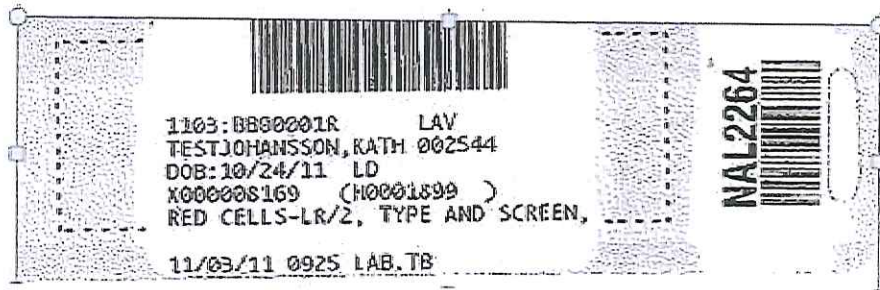 1103:BB80001R LAV
TESTJOHANSSON,KATH 002544
DOB:10/24/11 LD
X000008169 (H0001899 )
RED CELLS-LR/2, TYPE AND SCREEN,
11/03/11 0925 LAB.TB
NAL2264